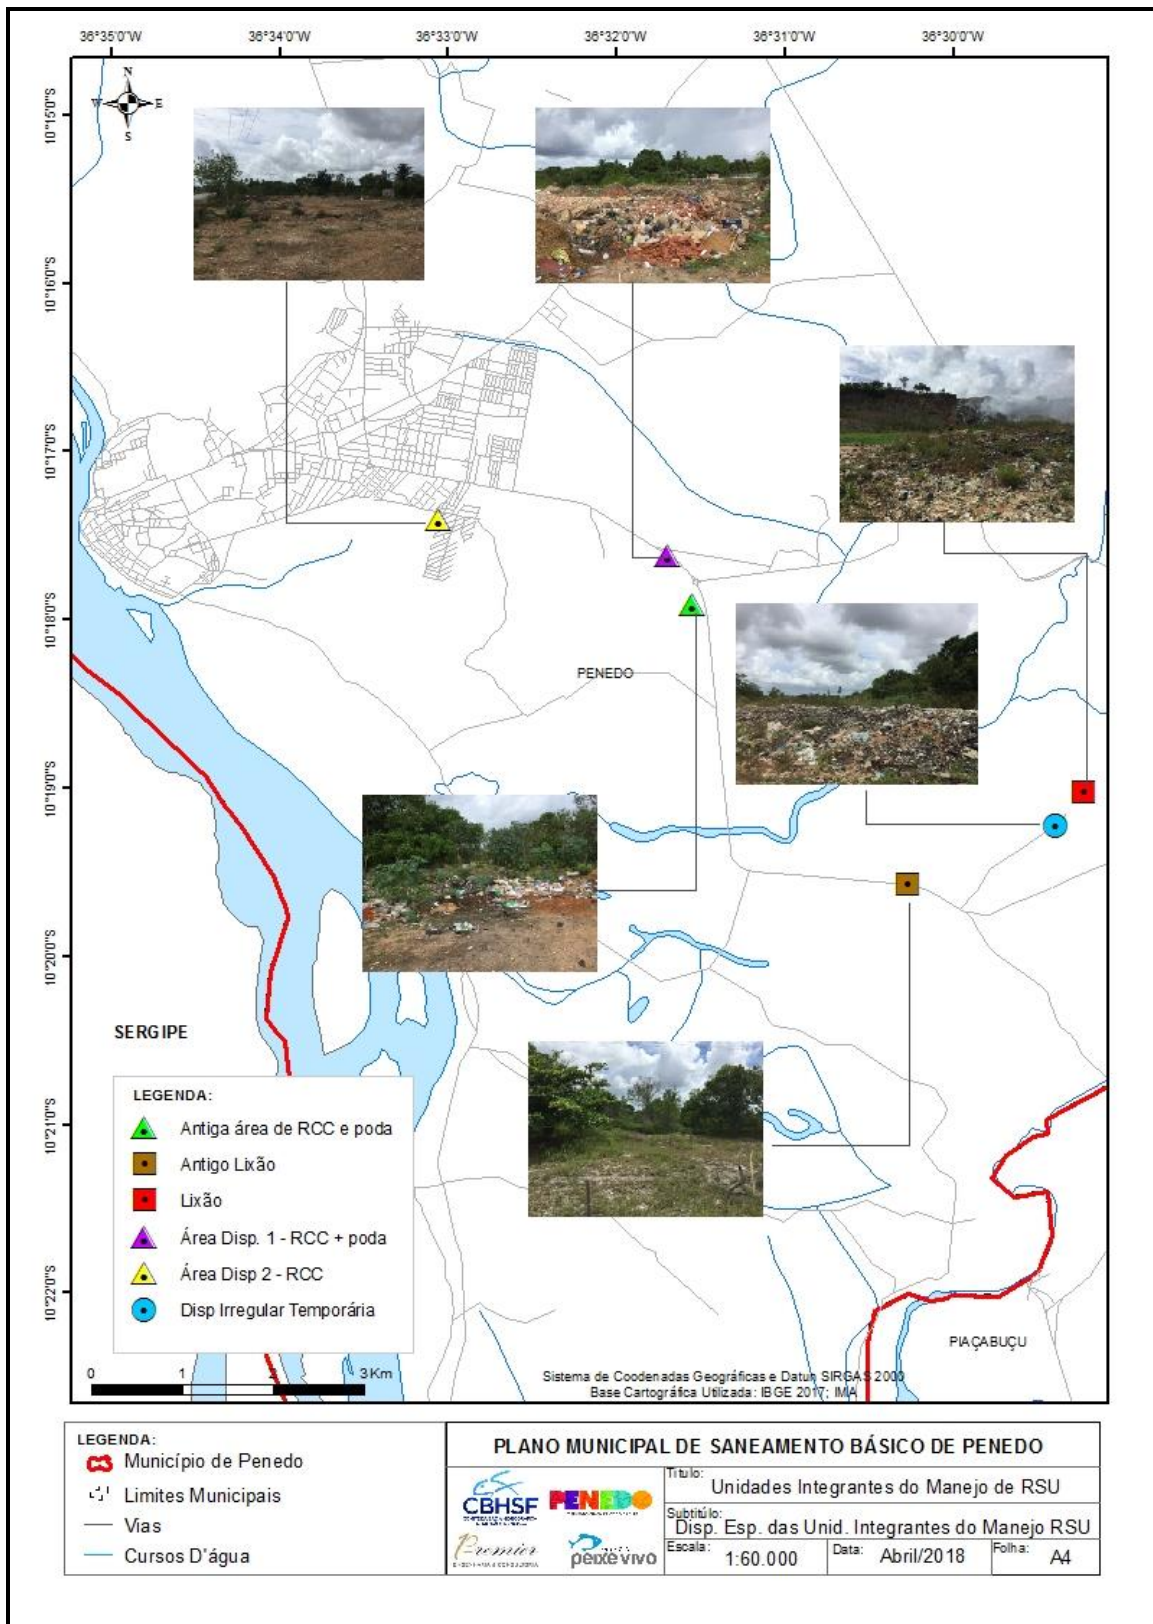 36°35'0"W 36°34'0"W 36°33'0"W 36°32'0"W 36°31'0"W 36°30'0"W
N
W E
S
10°15'0"S
10°16'0"S
10°17'0"S
10°18'0"S
PENEDO
10°19'0"S
10°20'0"S
SERGIPE
LEGENDA:
Antiga área de RCC e poda
10°21'0"S
Antigo Lixão
Lixão
Área Disp. 1 - RCC + poda
Área Disp 2 - RCC
10°22'0"S
Disp Irregular Temporária
PIAÇABUÇU
0 1 2 3 Km
Sistema de Coodenadas Geográficas e Datun SIRGAS 2000
Base Cartográfica Utilizada: IBGE 2017; IMA
LEGENDA:
Município de Penedo
Limites Municipais
Vias
Cursos D'água
PLANO MUNICIPAL DE SANEAMENTO BÁSICO DE PENEDO
CBHSF
PENEDO
Premier
peixe vivo
Titulo:
Unidades Integrantes do Manejo de RSU
Subtitúlo:
Disp. Esp. das Unid. Integrantes do Manejo RSU
Escala: 1:60.000
Data: Abril/2018
Folha: A4